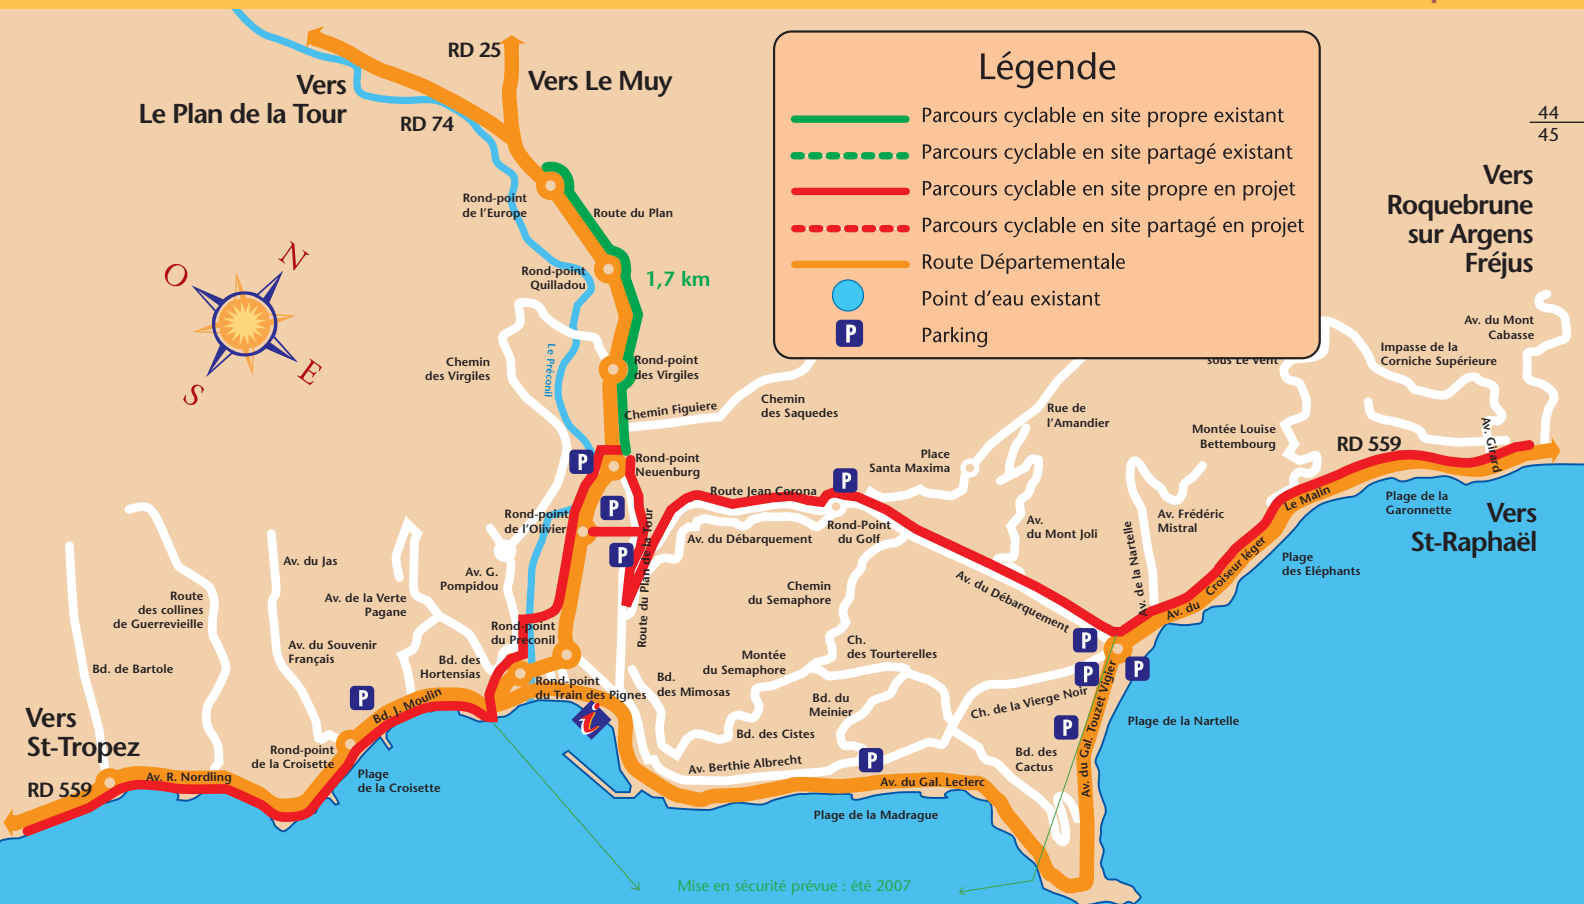 RD 25
Vers Le Muy
Vers
Le Plan de la Tour
RD 74
Légende
Parcours cyclable en site propre existant
Parcours cyclable en site partagé existant
Parcours cyclable en site propre en projet
Parcours cyclable en site partagé en projet
Route Départementale
Point d'eau existant
P
Parking
44
45
Vers
Roquebrune
sur Argens
Fréjus
Rond-point
de l'Europe
Route du Plan
N
O
E
S
Rond-point
Quilladou
1,7 km
Le Préconil
Chemin
des Virgiles
Rond-point
des Virgiles
Chemin Figuiere
Chemin
des Saquedes
sous Le Vent
Av. du Mont
Cabasse
Impasse de la
Corniche Supérieure
Rue de
l'Amandier
Montée Louise
Bettembourg
RD 559
Av. Girard
P
Rond-point
Neuenburg
Place
Santa Maxima
P
Route Jean Corona
Le Malin
Plage de la
Garonnette
Vers
St-Raphaël
P
Rond-point
de l'Olivier
Rond-Point
du Golf
Av. du Débarquement
Av.
du Mont Joli
Av. Frédéric
Mistral
Av. de la Nartelle
P
Route du Plan de la Tour
Av. du Jas
Av. G.
Pompidou
Plage
des Eléphants
Av. du Croiseur léger
Route
des collines
de Guerrevieille
Av. de la Verte
Pagane
Chemin
du Semaphore
Av. du Débarquement
Rond-point
du Préconil
P
Av. du Souvenir
Français
Bd. de Bartole
Bd. des
Hortensias
Ch.
des Tourterelles
Montée
du Semaphore
P
P
Rond-point
du Train des Pignes
Bd.
des Mimosas
P
Bd. J. Moulin
Bd. du
Meinier
Ch. de la Vierge Noir
Av. du Gal. Touzet Vigier
Plage de la Nartelle
i
P
Vers
St-Tropez
Rond-point
de la Croisette
Bd. des Cistes
Bd. des
Cactus
P
Av. Berthie Albrecht
RD 559
Av. R. Nordling
Plage
de la Croisette
Av. du Gal. Leclerc
Plage de la Madrague
Mise en sécurité prévue : été 2007